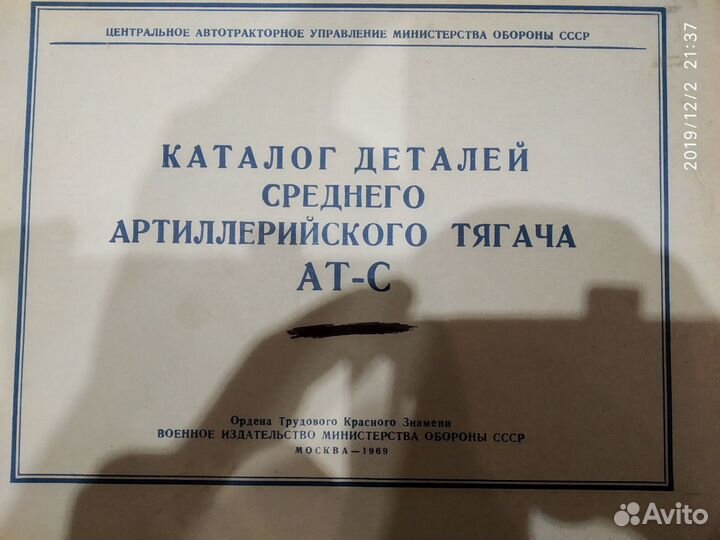 ЦЕНТРАЛЬНОЕ АВТОТРАКТОРНОЕ УПРАВЛЕНИЕ МИНИСТЕРСТВА ОБОРОНЫ СССР
КАТАЛОГ ДЕТАЛЕЙ
СРЕДНЕГО
АРТИЛЛЕРИЙСКОГО ТЯГАЧА
АТ-С
Ордена Трудового Красного Знамени
ВОЕННОЕ ИЗДАТЕЛЬСТВО МИНИСТЕРСТВА ОБОРОНЫ СССР
МОСКВА—1969
2019/12/2 21:37
Avito